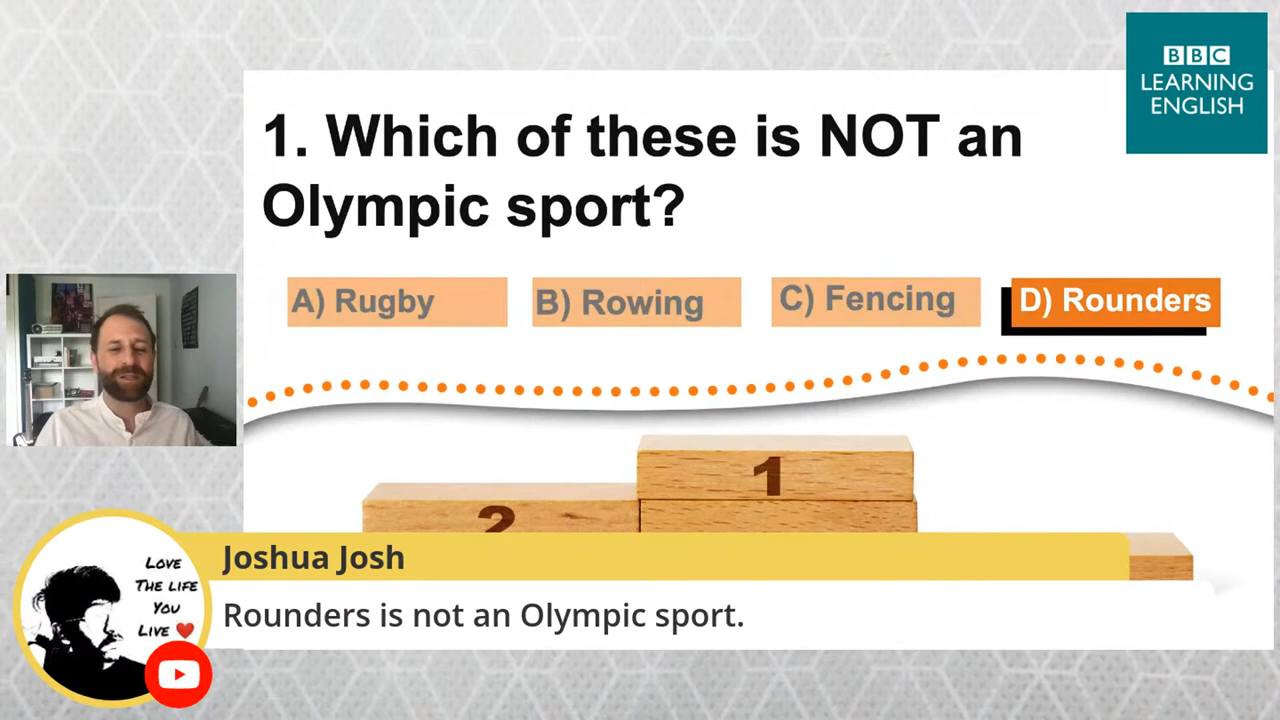 BBC
LEARNING
ENGLISH
1. Which of these is NOT an
Olympic sport?
A) Rugby
B) Rowing
C) Fencing
D) Rounders
1
2
Joshua Josh
Rounders is not an Olympic sport.
LOVE
THE LIFE
YOU
LIVE ❤️